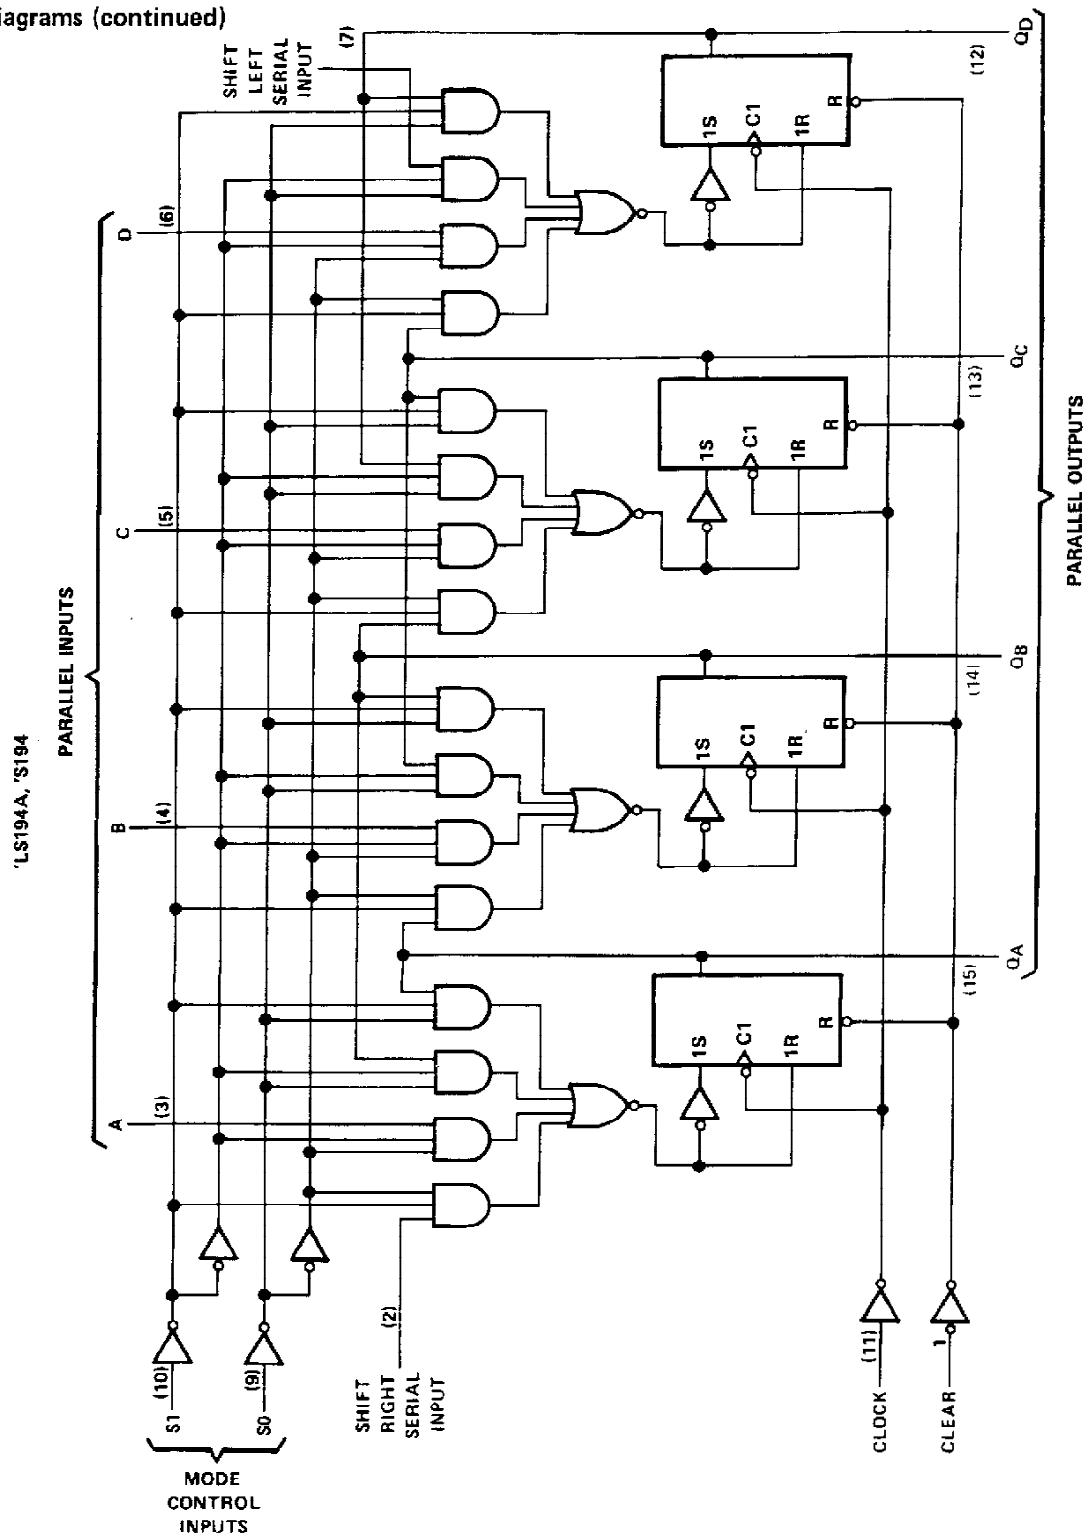 iagrams (continued)
'LS194A, 'S194
PARALLEL INPUTS
A
(3)
B
(4)
C
(5)
D
(6)
SHIFT
LEFT
SERIAL
INPUT
(7)
MODE
CONTROL
INPUTS
S1
(10)
S0
(9)
SHIFT
RIGHT
SERIAL
INPUT
(2)
CLOCK
(11)
CLEAR
1
1S
C1
1R
R
(12)
QD
1S
C1
1R
R
(13)
QC
1S
C1
1R
R
(14)
QB
1S
C1
1R
R
(15)
QA
PARALLEL OUTPUTS